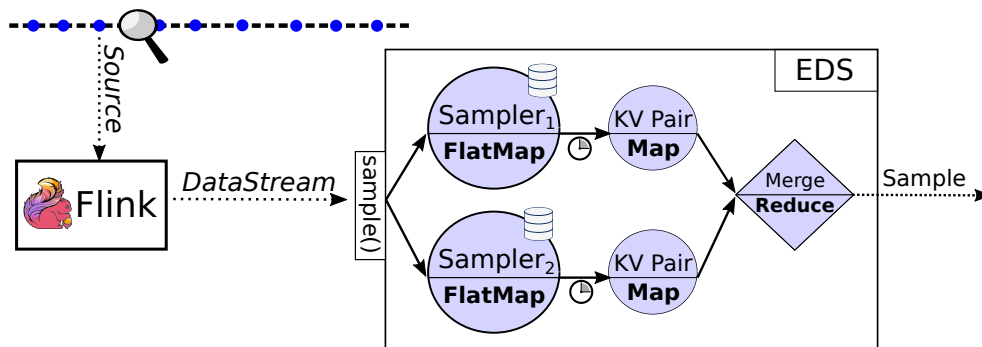 Source
Flink
DataStream
sample()
EDS
Sampler₁
FlatMap
KV Pair
Map
Sampler₂
FlatMap
KV Pair
Map
Merge
Reduce
Sample